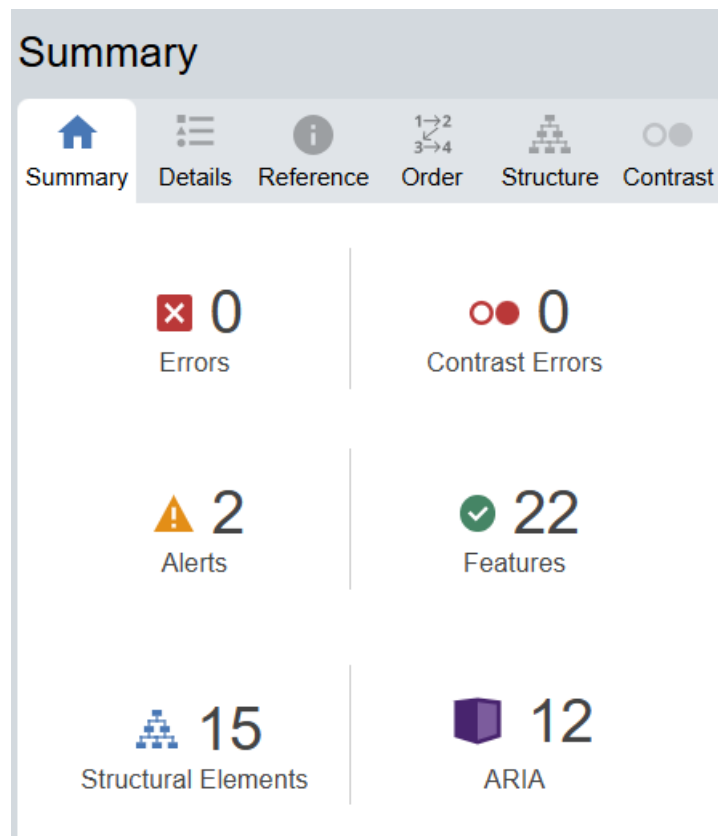 Summary
1→2
3→4
Summary Details Reference Order Structure Contrast
0 0
Errors Contrast Errors
2 22
Alerts Features
15 12
Structural Elements ARIA